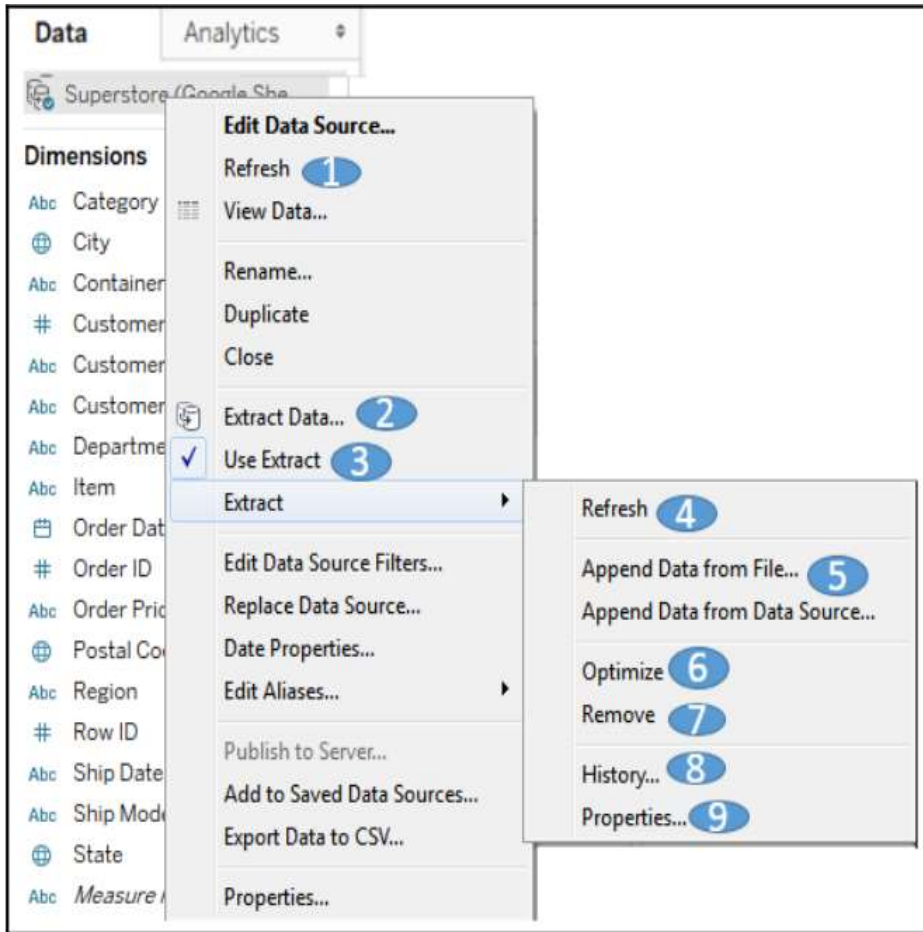 Data Analytics
Superstore (Google She
Dimensions
Abc Category
City
Abc Container
# Customer
Abc Customer
Abc Customer
Abc Departme
Abc Item
Order Dat
# Order ID
Abc Order Prio
Postal Co
Abc Region
# Row ID
Abc Ship Date
Abc Ship Mode
State
Abc Measure
Edit Data Source...
Refresh 1
View Data...
Rename...
Duplicate
Close
Extract Data... 2
Use Extract 3
Extract
Edit Data Source Filters...
Replace Data Source...
Date Properties...
Edit Aliases...
Publish to Server...
Add to Saved Data Sources...
Export Data to CSV...
Properties...
Refresh 4
Append Data from File... 5
Append Data from Data Source...
Optimize 6
Remove 7
History... 8
Properties... 9